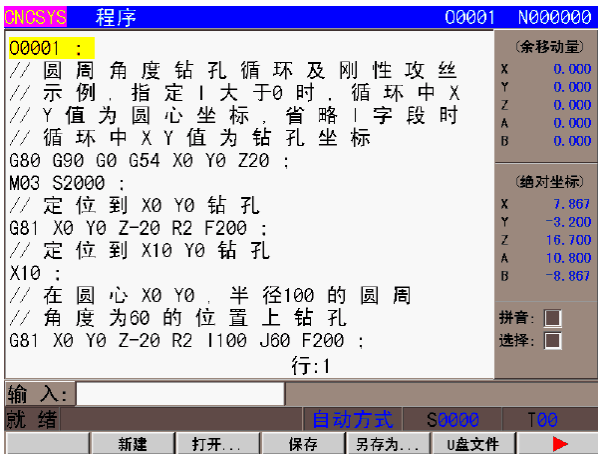 CNCSYS 程序 O0001 N000000
O0001 ;
// 圆周角度钻孔循环及刚性攻丝
// 示例，指定I大于0时，循环中X
// Y值为圆心坐标，省略I字段时
// 循环中XY值为钻孔坐标
G80 G90 G0 G54 X0 Y0 Z20 ;
M03 S2000 ;
// 定位到X0 Y0钻孔
G81 X0 Y0 Z-20 R2 F200 ;
// 定位到X10 Y0钻孔
X10 ;
// 在圆心X0 Y0，半径100的圆周
// 角度为60的位置上钻孔
G81 X0 Y0 Z-20 R2 I100 J60 F200 ;
行:1
(余移动量)
X 0.000
Y 0.000
Z 0.000
A 0.000
B 0.000
(绝对坐标)
X 7.867
Y -3.200
Z 16.700
A 10.800
B -8.867
拼音:
选择:
输入:
就绪 自动方式 S0000 T00
新建 打开... 保存 另存为... U盘文件